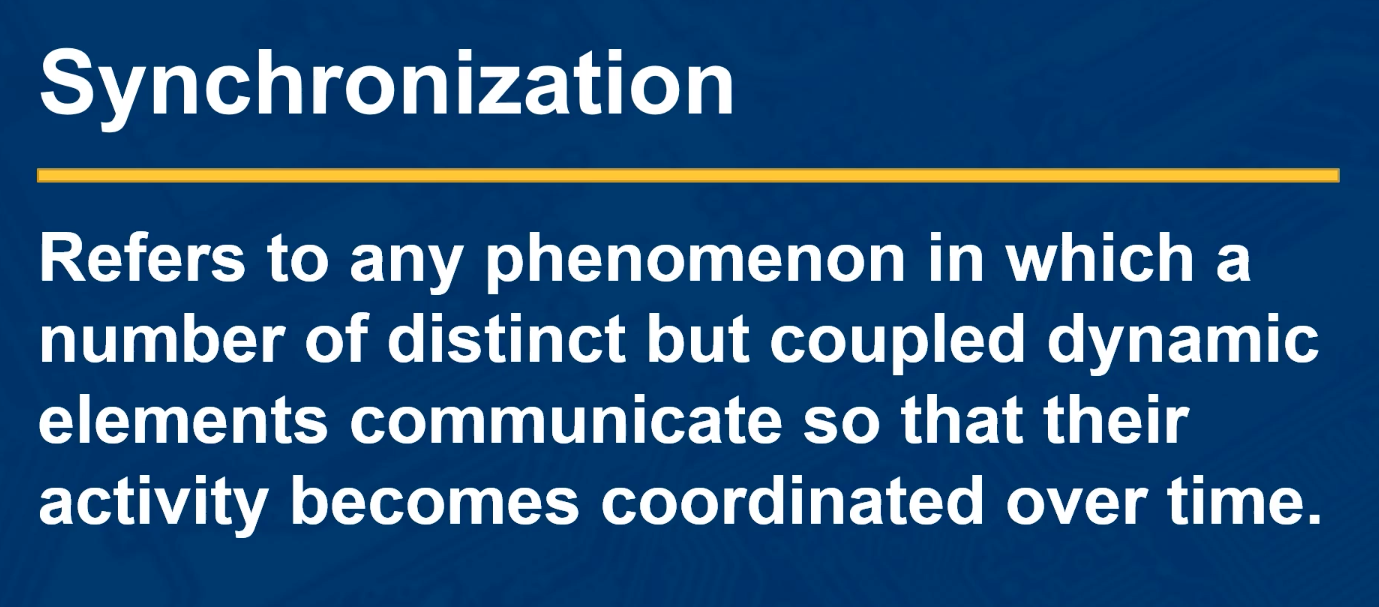 Synchronization
Refers to any phenomenon in which a
number of distinct but coupled dynamic
elements communicate so that their
activity becomes coordinated over time.